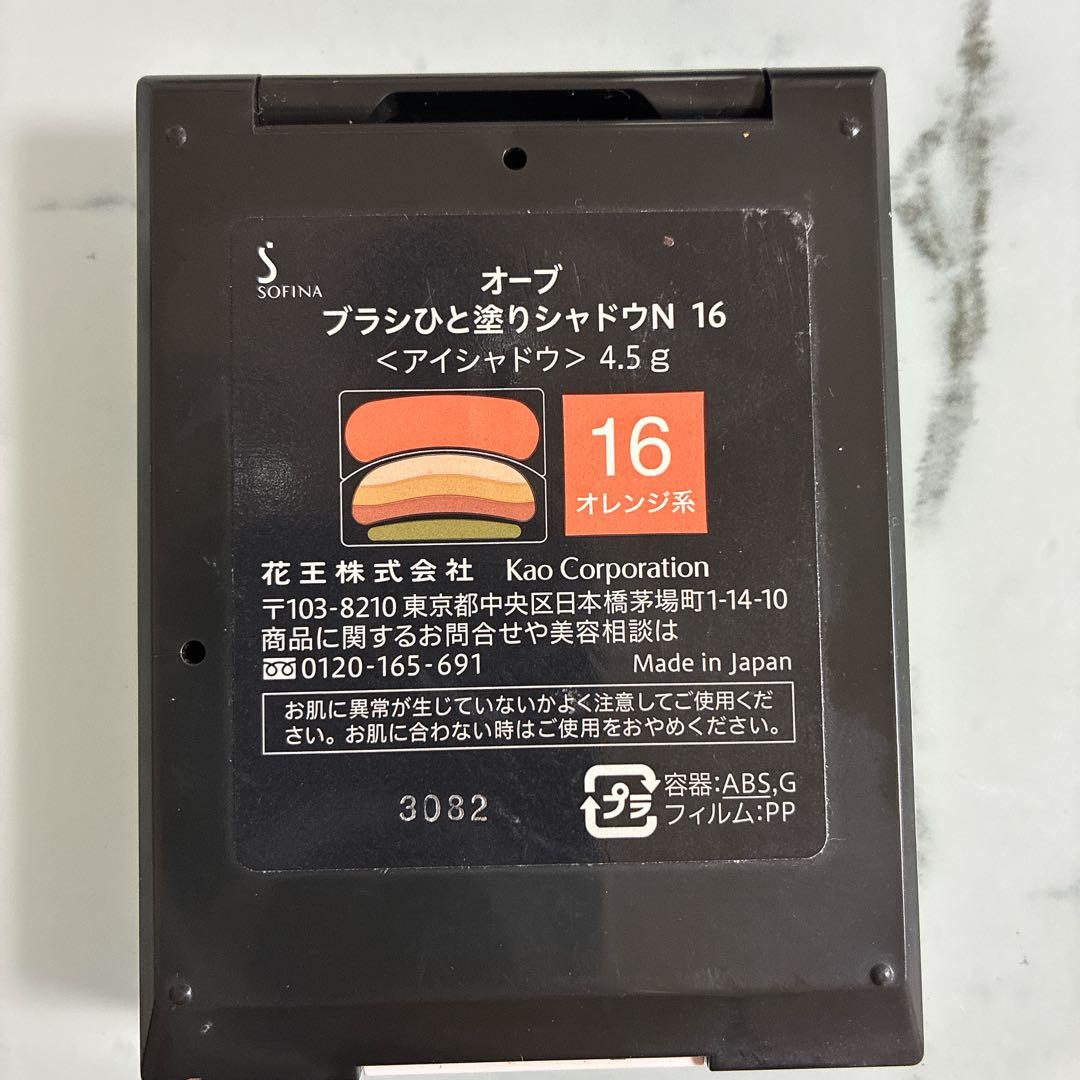 SOFINA
オーブ
ブラシひと塗りシャドウN 16
＜アイシャドウ＞ 4.5 g
16
オレンジ系
花王株式会社 Kao Corporation
〒103-8210 東京都中央区日本橋茅場町1-14-10
商品に関するお問合せや美容相談は
0120-165-691 Made in Japan
お肌に異常が生じていないかよく注意してご使用くだ
さい。お肌に合わない時はご使用をおやめください。
3082
プラ
容器：ABS,G
フィルム：PP